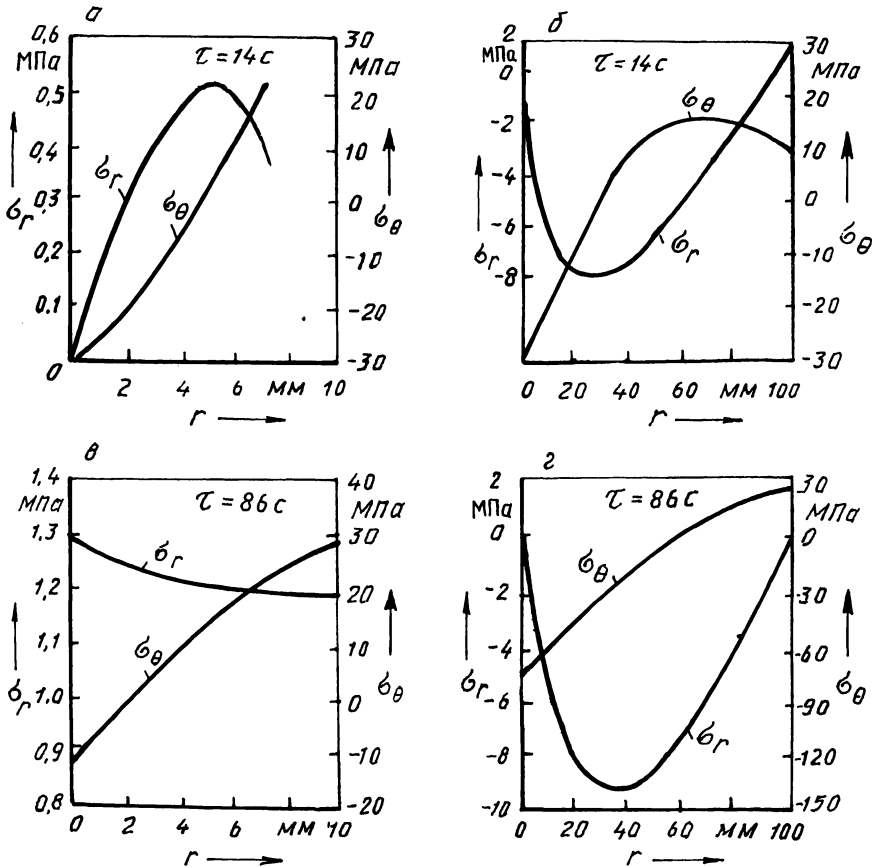 а
0,6
МПа
0,5
0,4
0,3
0,2
0,1
0
σr
τ = 14 с
σr
σθ
30
МПа
20
10
0
-10
-20
-30
σθ
2 4 6 мм 10
r
б
2
МПа
0
-2
-4
-6
-8
σr
τ = 14 с
σθ
σr
30
МПа
20
10
0
-10
-20
-30
σθ
0 20 40 60 мм 100
r
в
1,4
МПа
1,3
1,2
1,1
1,0
0,9
0,8
σr
τ = 86 с
σr
σθ
40
МПа
30
20
10
0
-10
-20
σθ
0 2 4 6 мм 10
r
г
2
МПа
0
-2
-4
-6
-8
-10
σr
τ = 86 с
σθ
σr
30
МПа
0
-30
-60
-90
-120
-150
σθ
0 20 40 60 мм 100
r